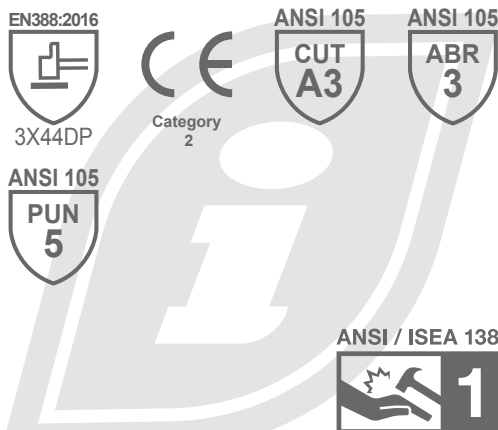 EN388:2016
3X44DP
CE
Category
2
ANSI 105
CUT
A3
ANSI 105
ABR
3
ANSI 105
PUN
5
ANSI / ISEA 138
1